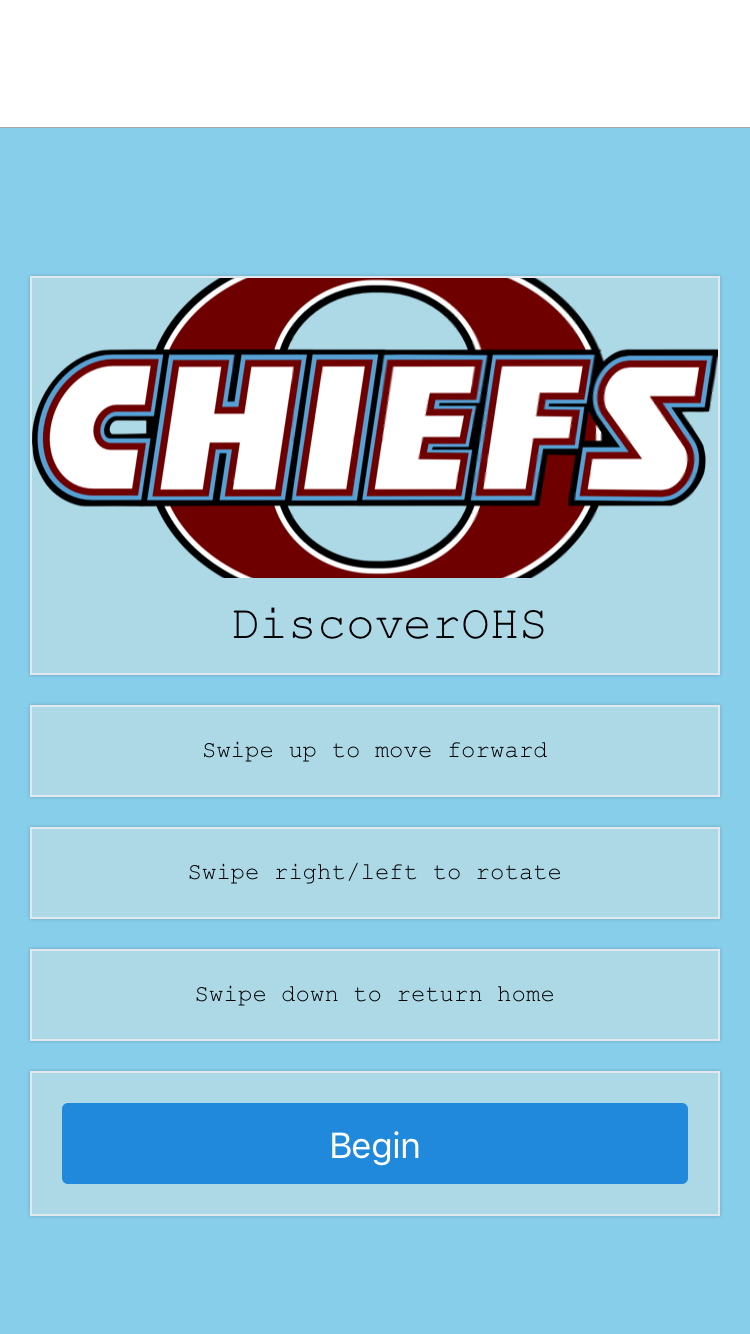 CHIEFS
DiscoverOHS
Swipe up to move forward
Swipe right/left to rotate
Swipe down to return home
Begin